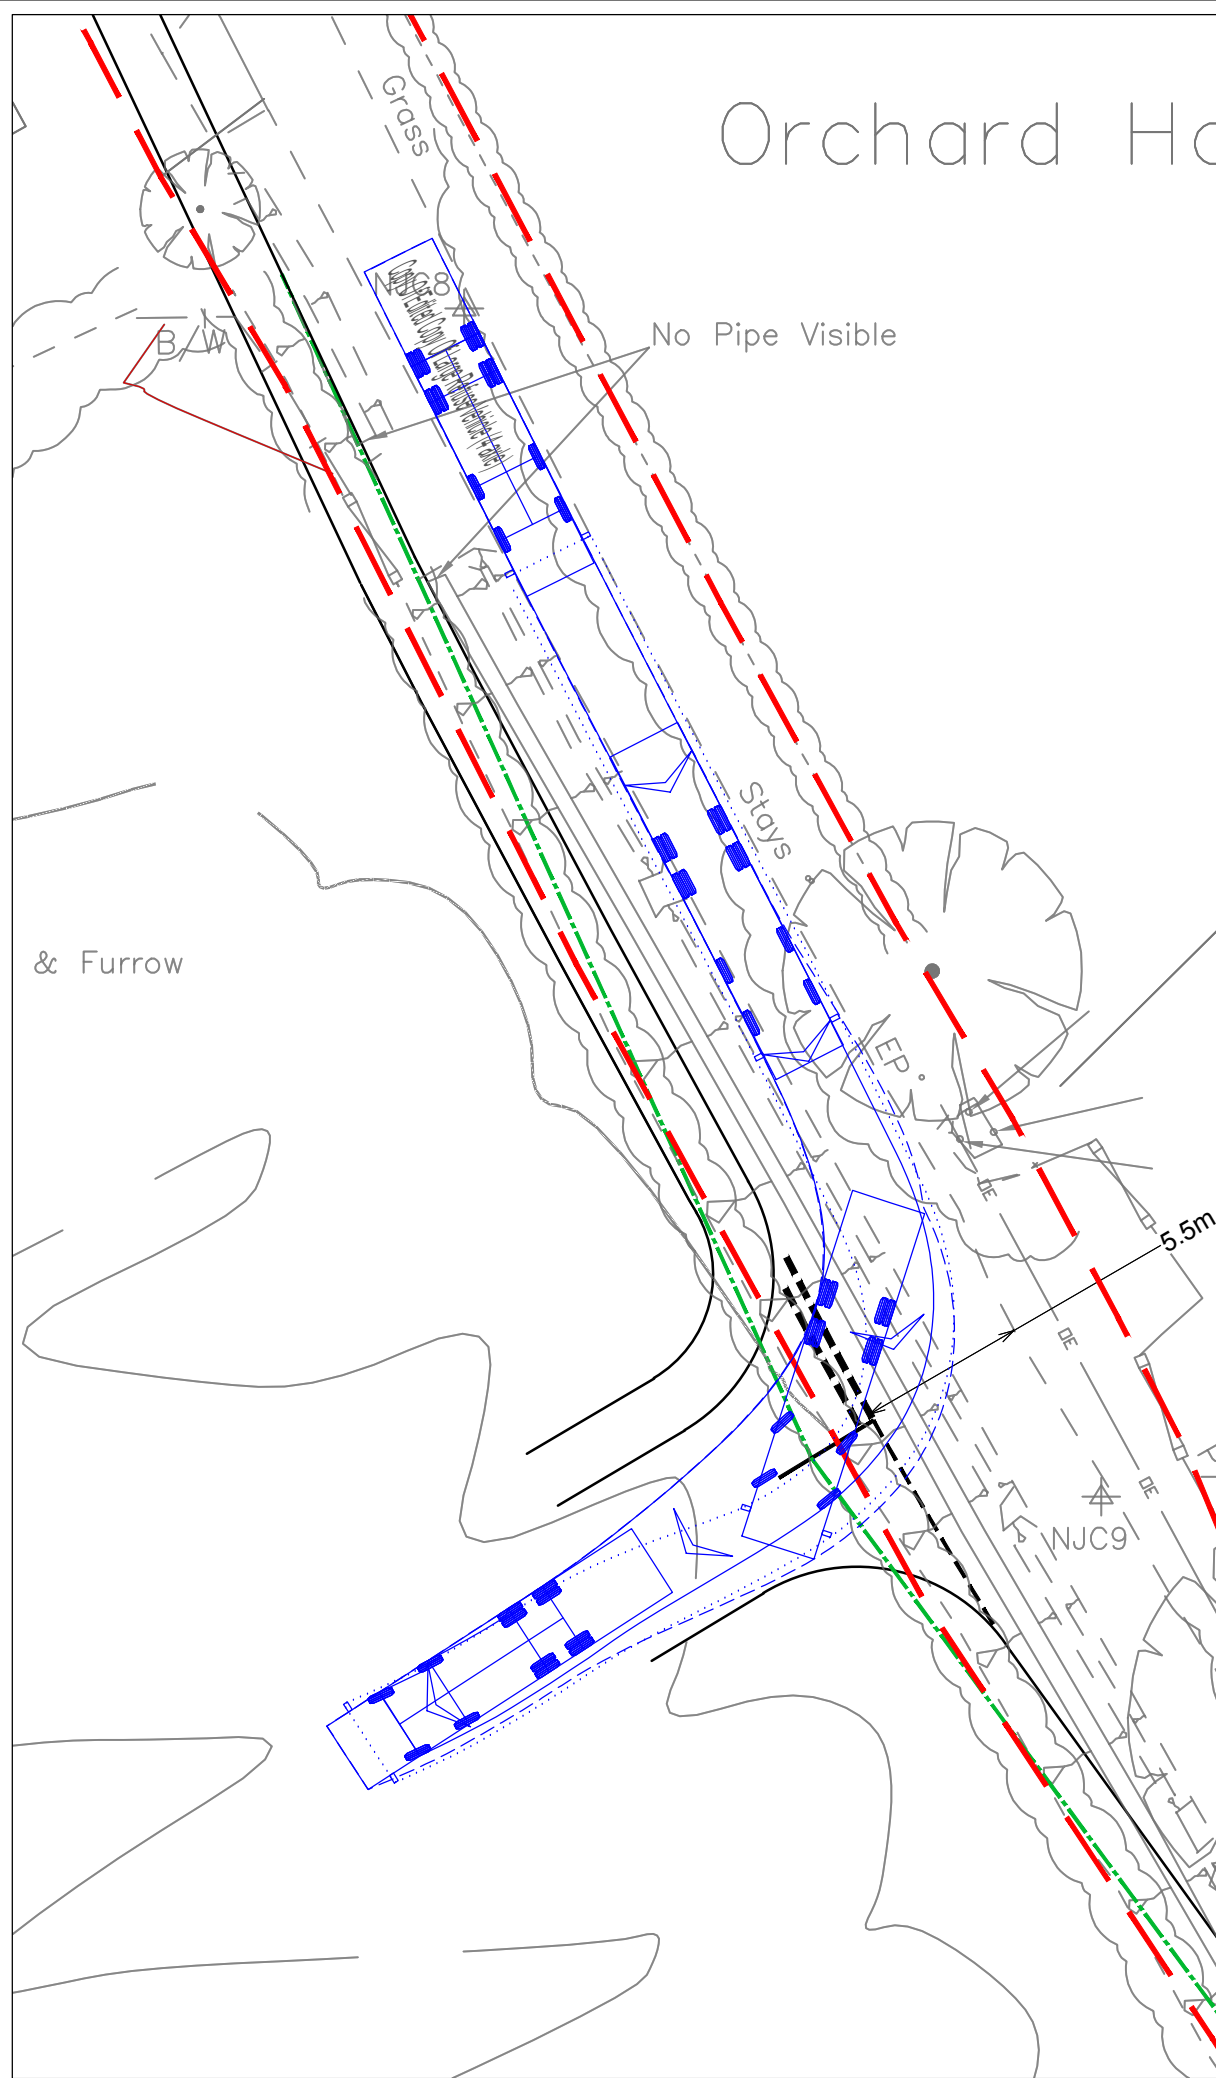 Orchard Ho
Grass
NJC8
No Pipe Visible
B/W
Stays
& Furrow
EP
5.5m
NJC9